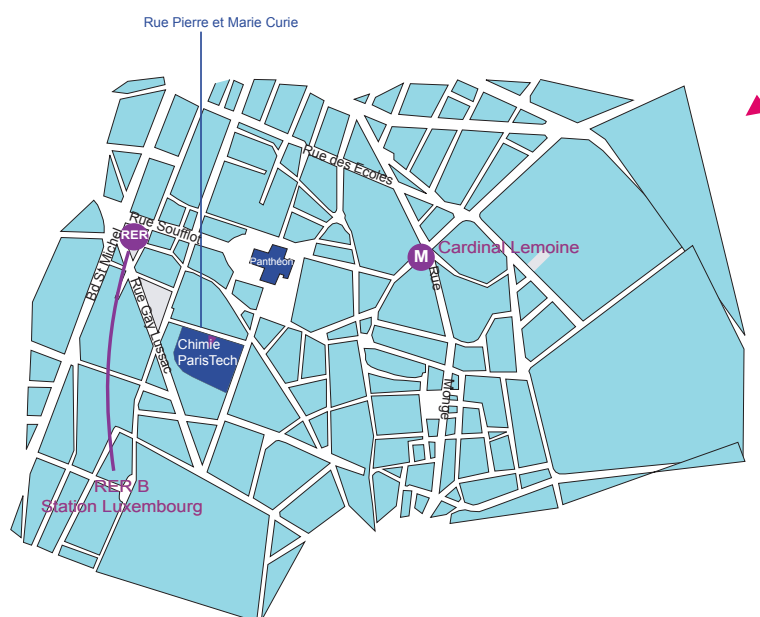 Rue Pierre et Marie Curie
Rue des Ecoles
Rue Soufflot
RER
Bd St Michel
Panthéon
M
Cardinal Lemoine
Rue
Rue Gay Lussac
Chimie
ParisTech
Monge
RER B
Station Luxembourg